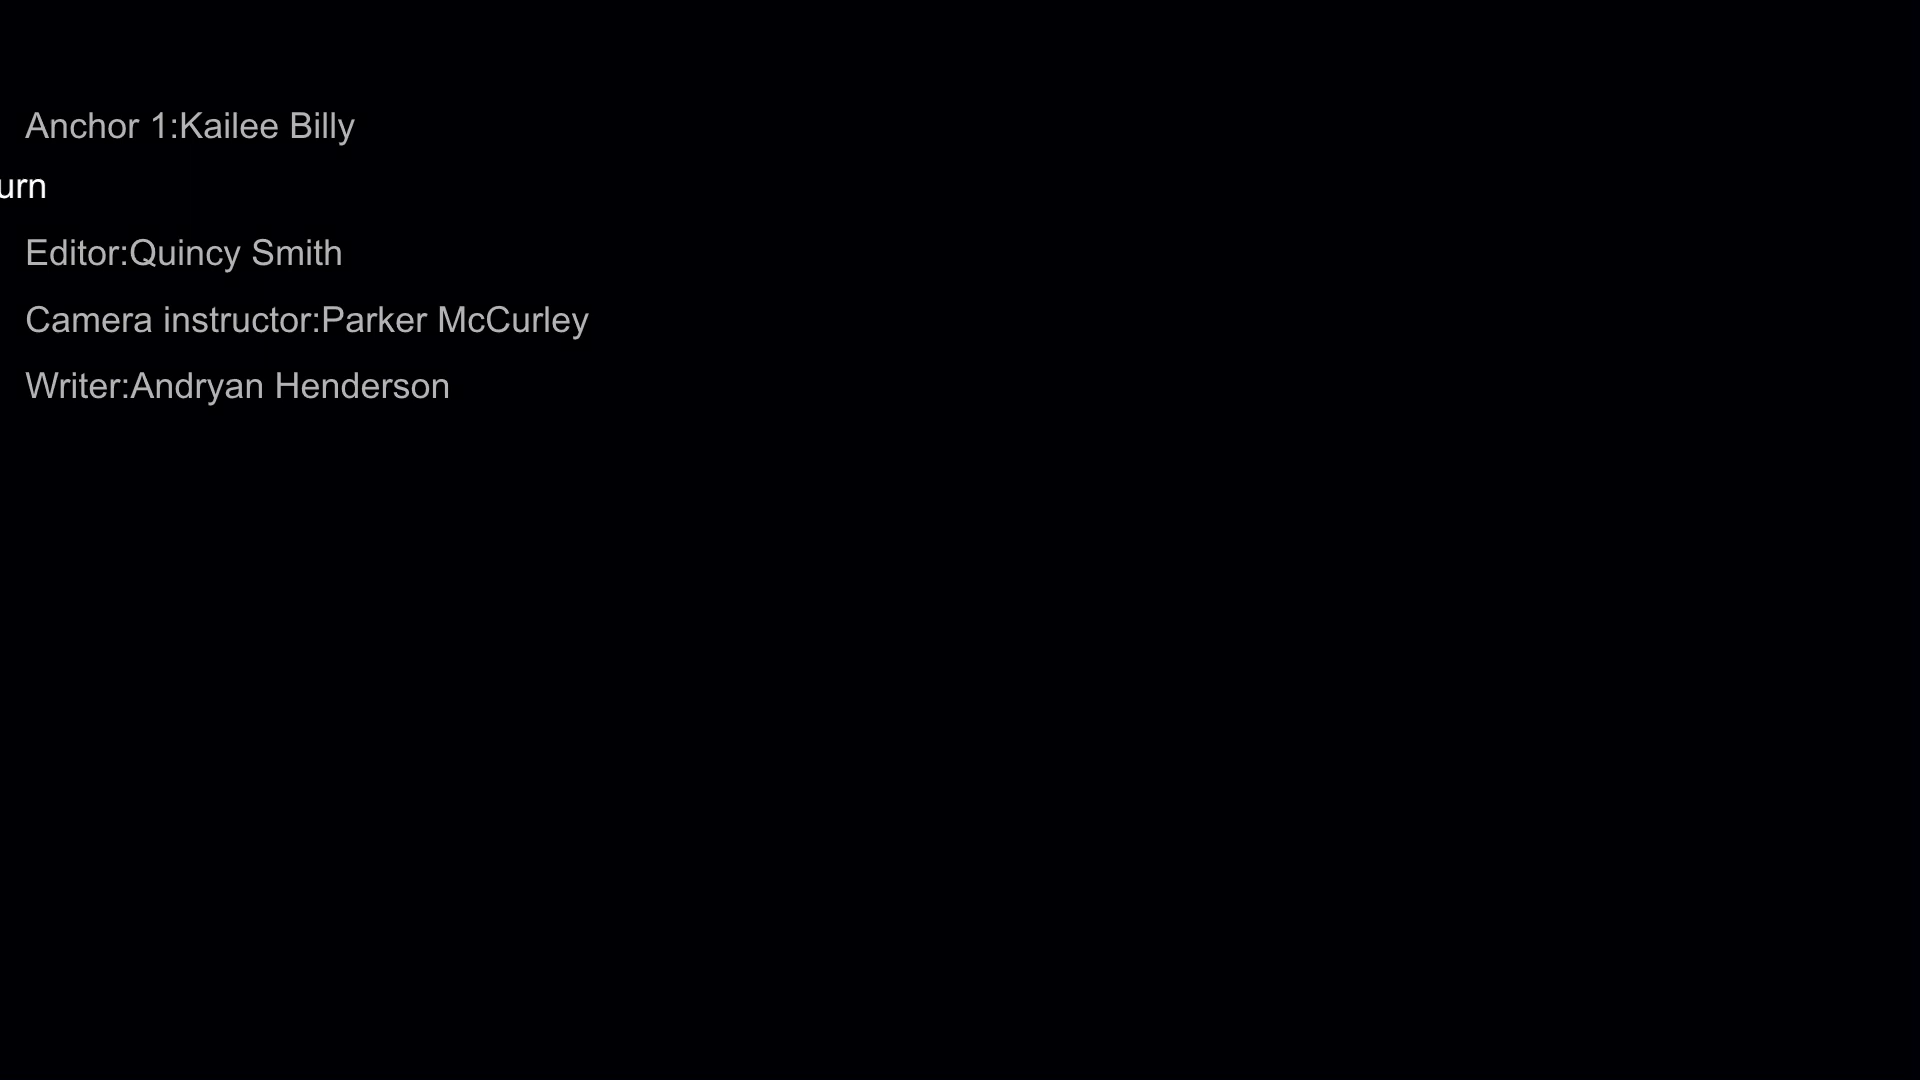 Anchor 1:Kailee Billy
urn
Editor:Quincy Smith
Camera instructor:Parker McCurley
Writer:Andryan Henderson